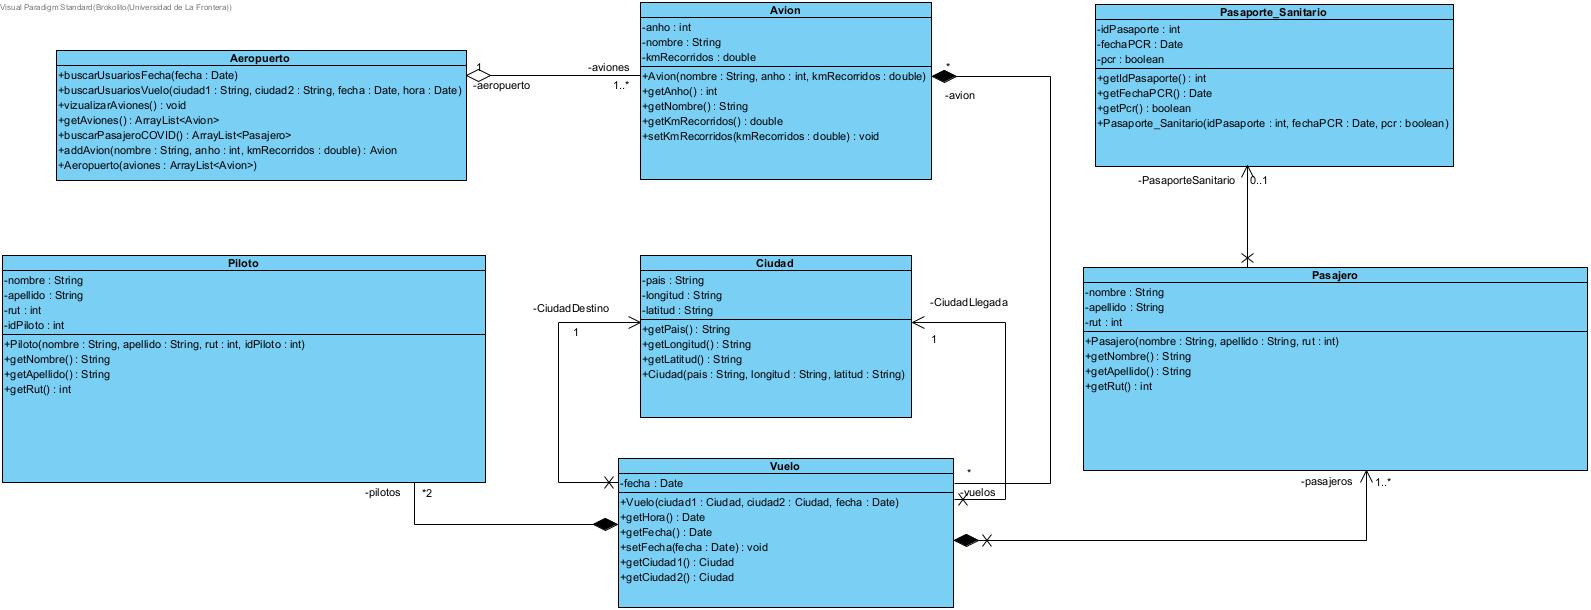 Visual Paradigm Standard(Brokolito(Universidad de La Frontera))
Aeropuerto
+buscarUsuariosFecha(fecha : Date)
+buscarUsuariosVuelo(ciudad1 : String, ciudad2 : String, fecha : Date, hora : Date)
+vizualizarAviones() : void
+getAviones() : ArrayList<Avion>
+buscarPasajeroCOVID() : ArrayList<Pasajero>
+addAvion(nombre : String, anho : int, kmRecorridos : double) : Avion
+Aeropuerto(aviones : ArrayList<Avion>)
1
-aeropuerto
-aviones
1..*
Avion
-anho : int
-nombre : String
-kmRecorridos : double
+Avion(nombre : String, anho : int, kmRecorridos : double)
+getAnho() : int
+getNombre() : String
+getKmRecorridos() : double
+setKmRecorridos(kmRecorridos : double) : void
*
-avion
Pasaporte_Sanitario
-idPasaporte : int
-fechaPCR : Date
-pcr : boolean
+getIdPasaporte() : int
+getFechaPCR() : Date
+getPcr() : boolean
+Pasaporte_Sanitario(idPasaporte : int, fechaPCR : Date, pcr : boolean)
-PasaporteSanitario
0..1
Piloto
-nombre : String
-apellido : String
-rut : int
-idPiloto : int
+Piloto(nombre : String, apellido : String, rut : int, idPiloto : int)
+getNombre() : String
+getApellido() : String
+getRut() : int
-pilotos
*2
-CiudadDestino
1
Ciudad
-pais : String
-longitud : String
-latitud : String
+getPais() : String
+getLongitud() : String
+getLatitud() : String
+Ciudad(pais : String, longitud : String, latitud : String)
-CiudadLlegada
1
Pasajero
-nombre : String
-apellido : String
-rut : int
+Pasajero(nombre : String, apellido : String, rut : int)
+getNombre() : String
+getApellido() : String
+getRut() : int
-pasajeros
1..*
Vuelo
-fecha : Date
+Vuelo(ciudad1 : Ciudad, ciudad2 : Ciudad, fecha : Date)
+getHora() : Date
+getFecha() : Date
+setFecha(fecha : Date) : void
+getCiudad1() : Ciudad
+getCiudad2() : Ciudad
*
-vuelos